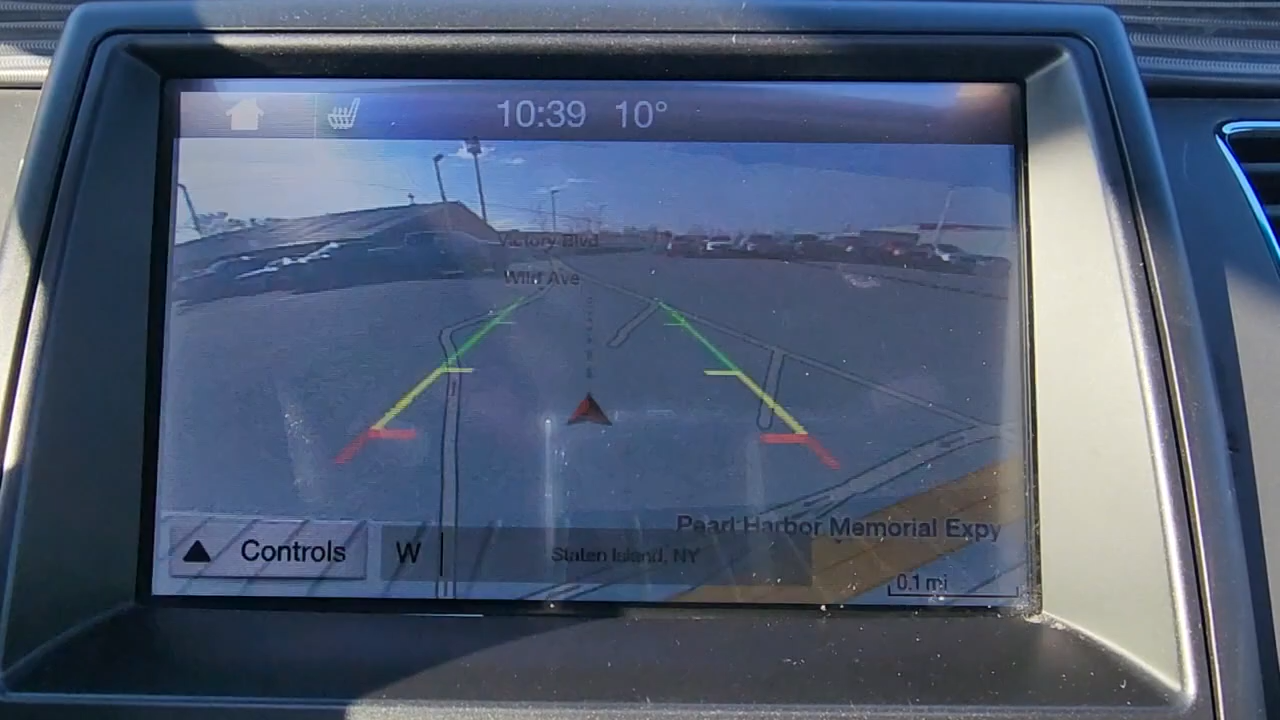 10:39 10°
Victory Blvd
Wild Ave
Pearl Harbor Memorial Expy
Controls W Staten Island, NY
0.1 mi